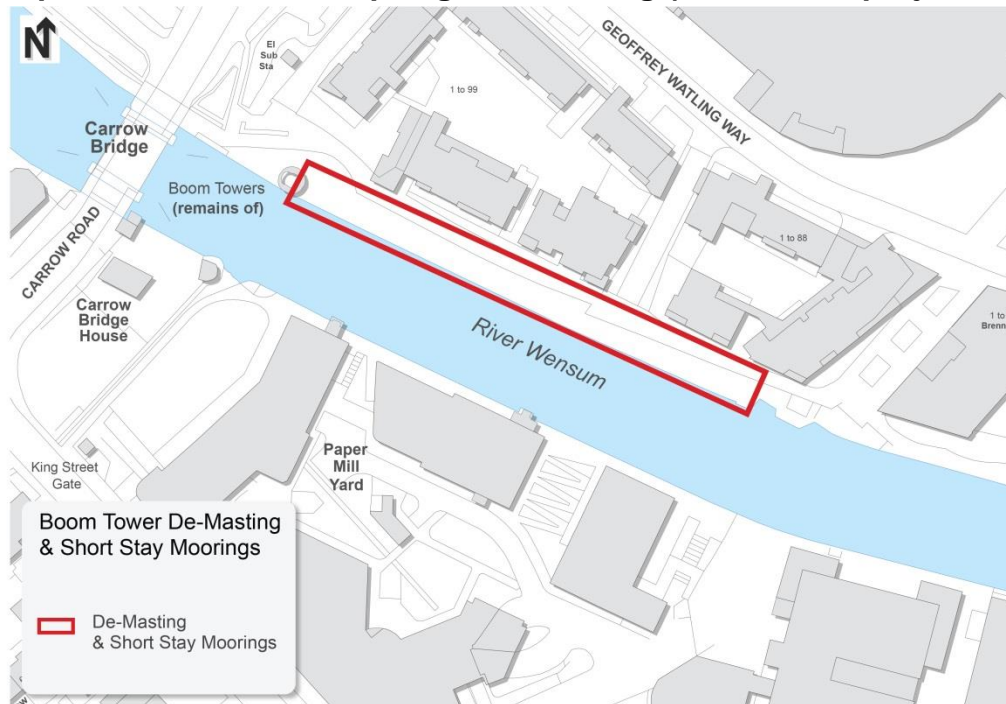 N
El
Sub
Sta
1 to 99
GEOFFREY WATLING WAY
Carrow
Bridge
Boom Towers
(remains of)
CARROW ROAD
1 to 88
Carrow
Bridge
House
River Wensum
1 to
Brenn
Paper
Mill
Yard
King Street
Gate
Boom Tower De-Masting
& Short Stay Moorings
De-Masting
& Short Stay Moorings